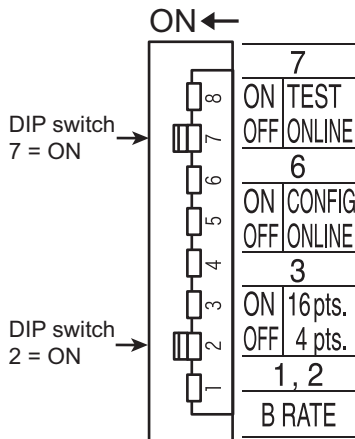 ON
DIP switch
7 = ON
DIP switch
2 = ON
8
7
6
5
4
3
2
1
7
ON TEST
OFF ONLINE
6
ON CONFIG
OFF ONLINE
3
ON 16 pts.
OFF 4 pts.
1, 2
B RATE